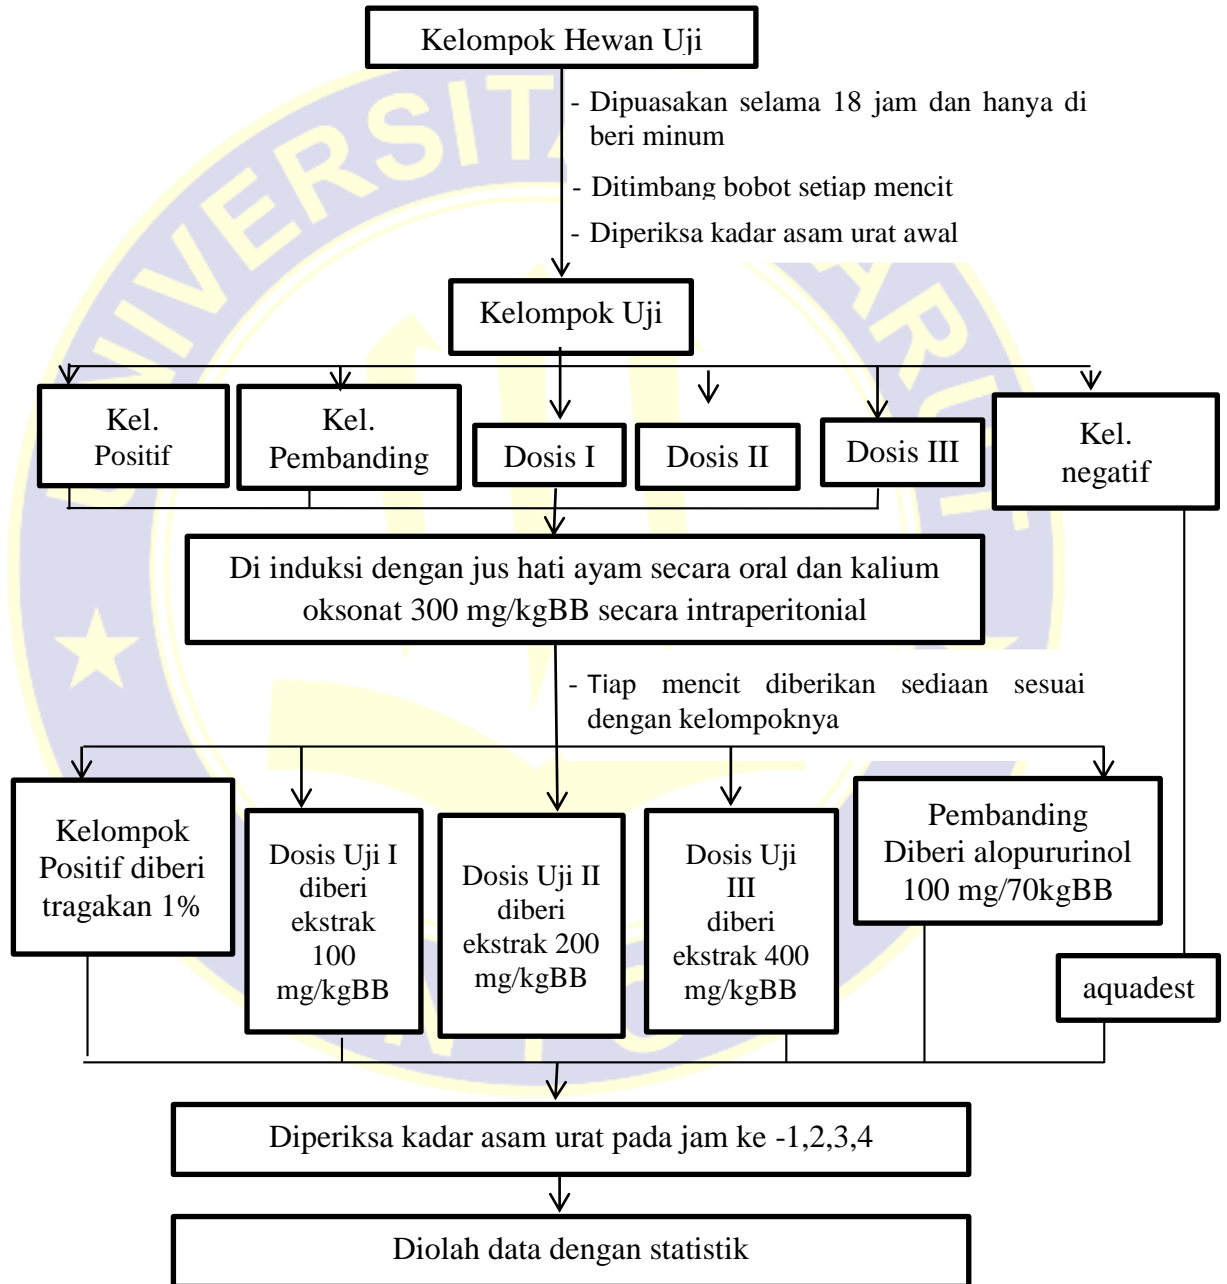 Kelompok Hewan Uji
- Dipuasakan selama 18 jam dan hanya di
beri minum
- Ditimbang bobot setiap mencit
- Diperiksa kadar asam urat awal
Kelompok Uji
Kel.
Positif
Kel.
Pembanding
Dosis I
Dosis II
Dosis III
Kel.
negatif
Di induksi dengan jus hati ayam secara oral dan kalium
oksonat 300 mg/kgBB secara intraperitonial
- Tiap mencit diberikan sediaan sesuai
dengan kelompoknya
Kelompok
Positif diberi
tragakan 1%
Dosis Uji I
diberi
ekstrak
100
mg/kgBB
Dosis Uji II
diberi
ekstrak 200
mg/kgBB
Dosis Uji
III
diberi
ekstrak 400
mg/kgBB
Pembanding
Diberi alopururinol
100 mg/70kgBB
aquadest
Diperiksa kadar asam urat pada jam ke -1,2,3,4
Diolah data dengan statistik